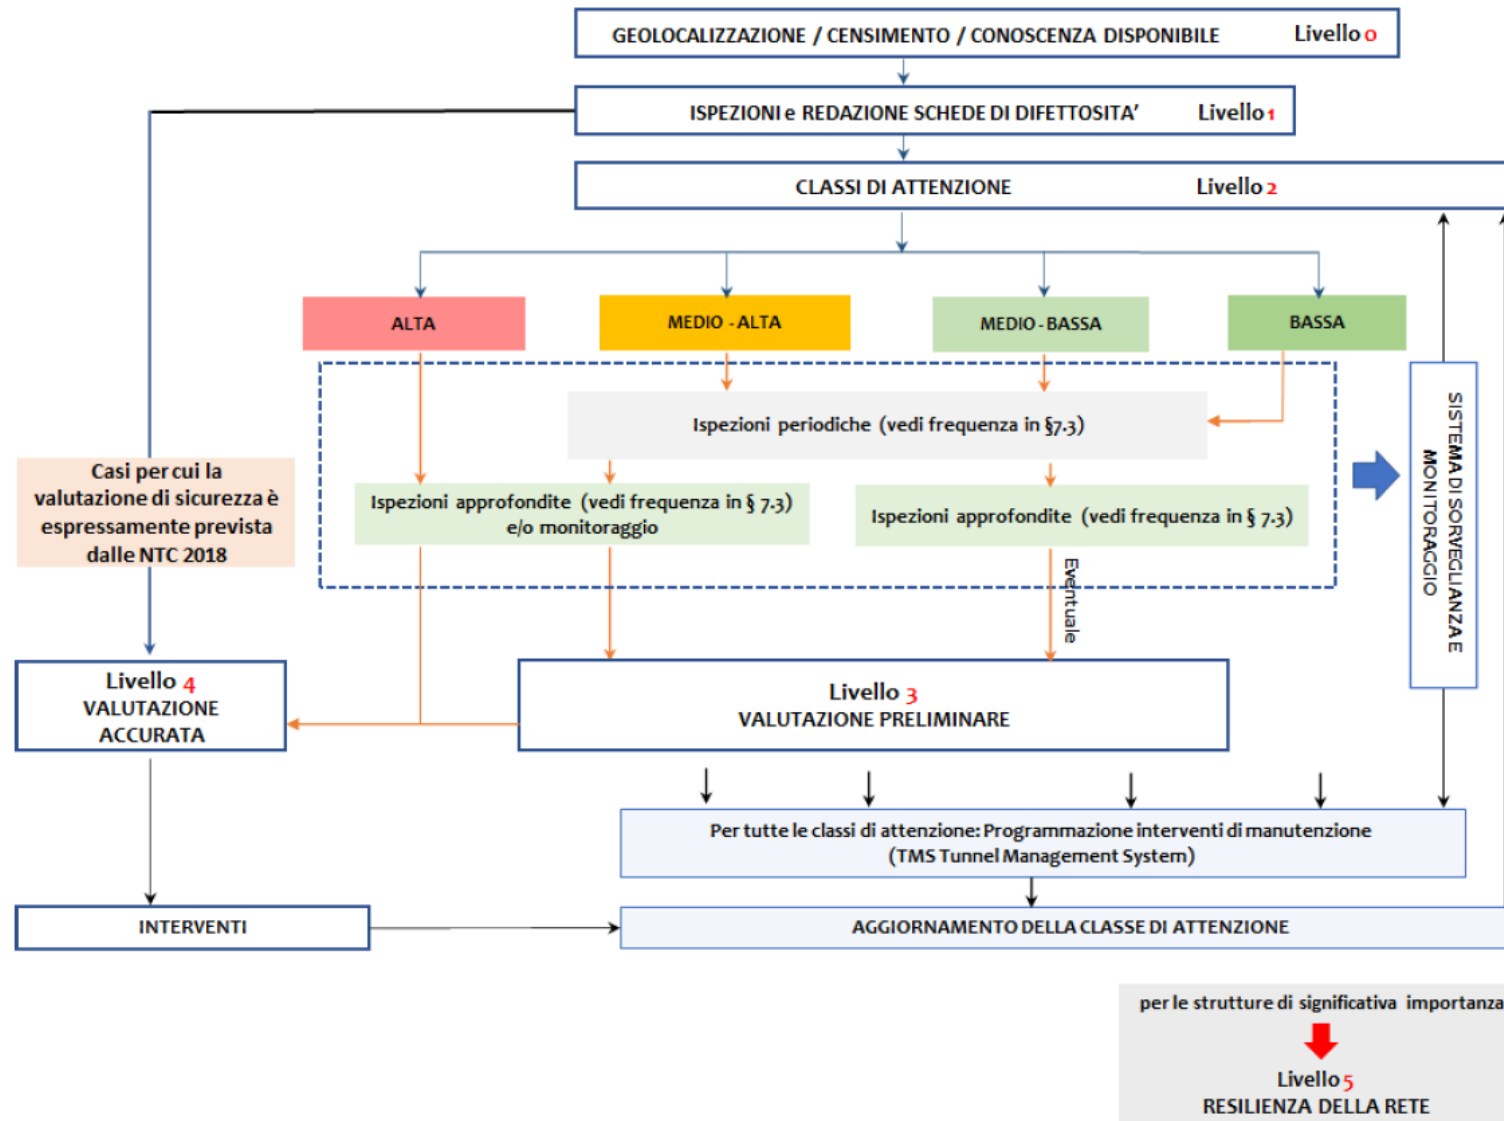 GEOLOCALIZZAZIONE / CENSIMENTO / CONOSCENZA DISPONIBILE Livello 0
ISPEZIONI e REDAZIONE SCHEDE DI DIFETTOSITA’ Livello 1
CLASSI DI ATTENZIONE Livello 2
ALTA
MEDIO - ALTA
MEDIO - BASSA
BASSA
Ispezioni periodiche (vedi frequenza in §7.3)
Ispezioni approfondite (vedi frequenza in § 7.3)
e/o monitoraggio
Ispezioni approfondite (vedi frequenza in § 7.3)
Eventuale
SISTEMA DI SORVEGLIANZA E
MONITORAGGIO
Casi per cui la
valutazione di sicurezza è
espressamente prevista
dalle NTC 2018
Livello 4
VALUTAZIONE
ACCURATA
Livello 3
VALUTAZIONE PRELIMINARE
Per tutte le classi di attenzione: Programmazione interventi di manutenzione
(TMS Tunnel Management System)
INTERVENTI
AGGIORNAMENTO DELLA CLASSE DI ATTENZIONE
per le strutture di significativa importanza
Livello 5
RESILIENZA DELLA RETE